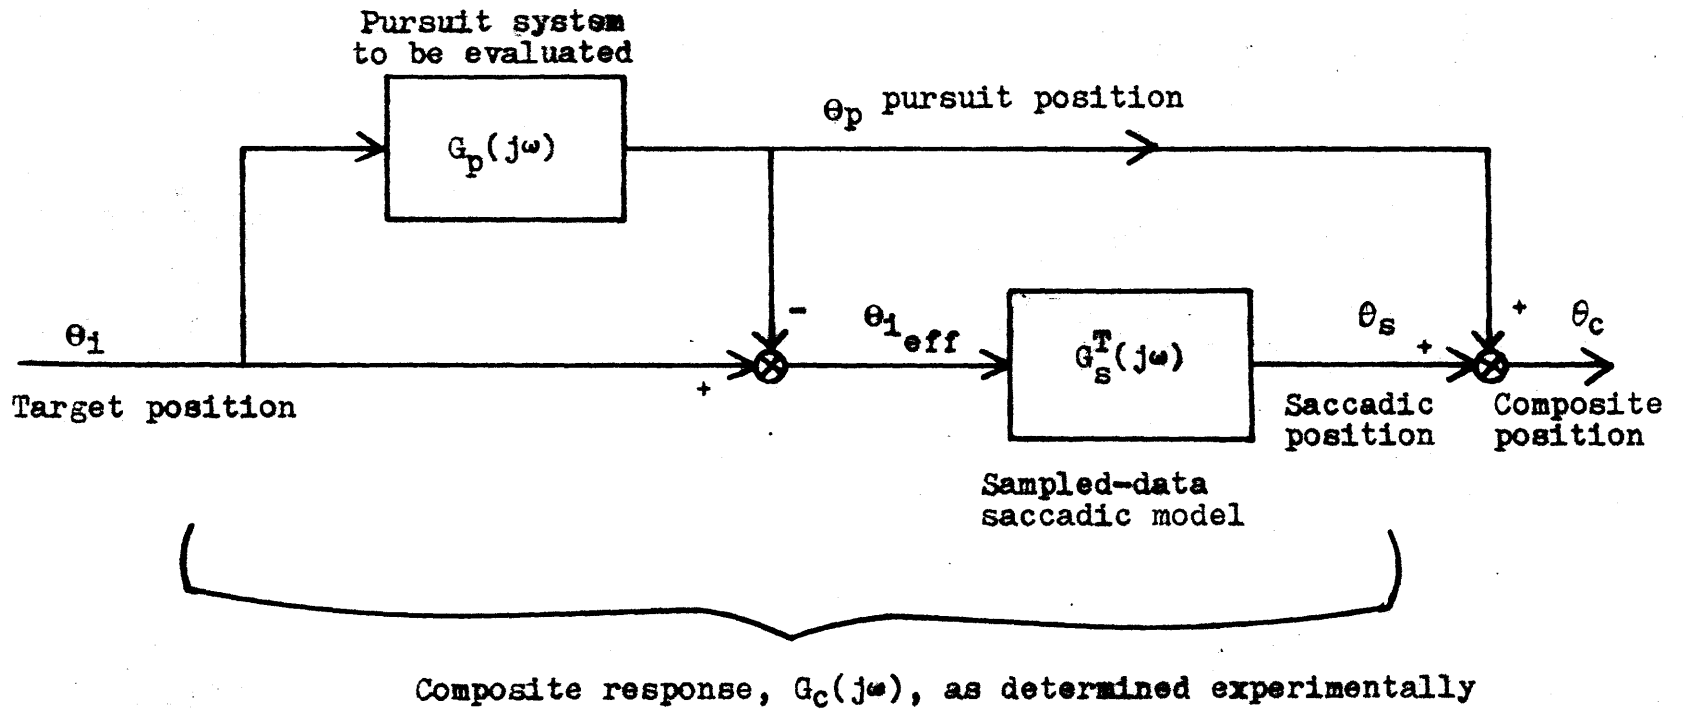 Pursuit system
to be evaluated
Gp(jω)
θp pursuit position
θi
Target position
+
-
θieff
GsT(jω)
Sampled-data
saccadic model
θs
+
Saccadic
position
+
θc
Composite
position
Composite response, Gc(jω), as determined experimentally